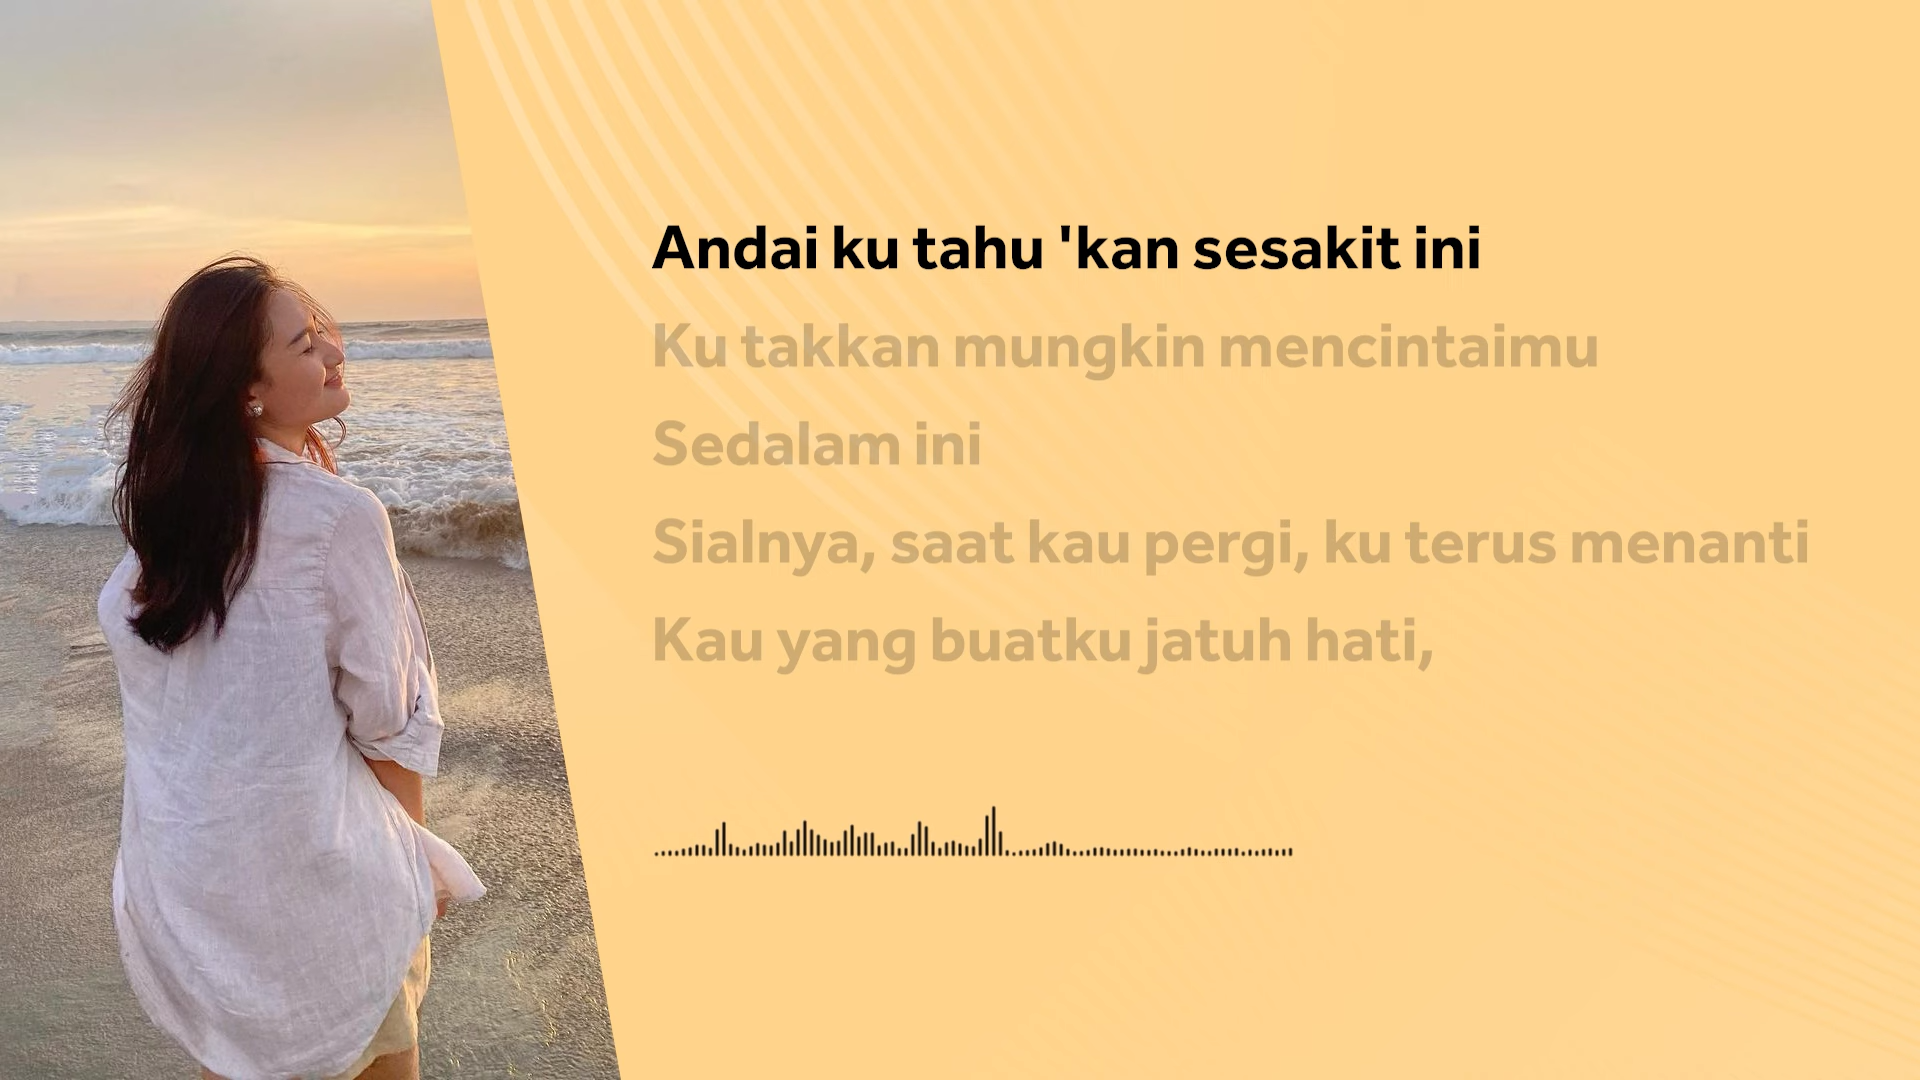 Andai ku tahu 'kan sesakit ini
Ku takkan mungkin mencintaimu
Sedalam ini
Sialnya, saat kau pergi, ku terus menanti
Kau yang buatku jatuh hati,